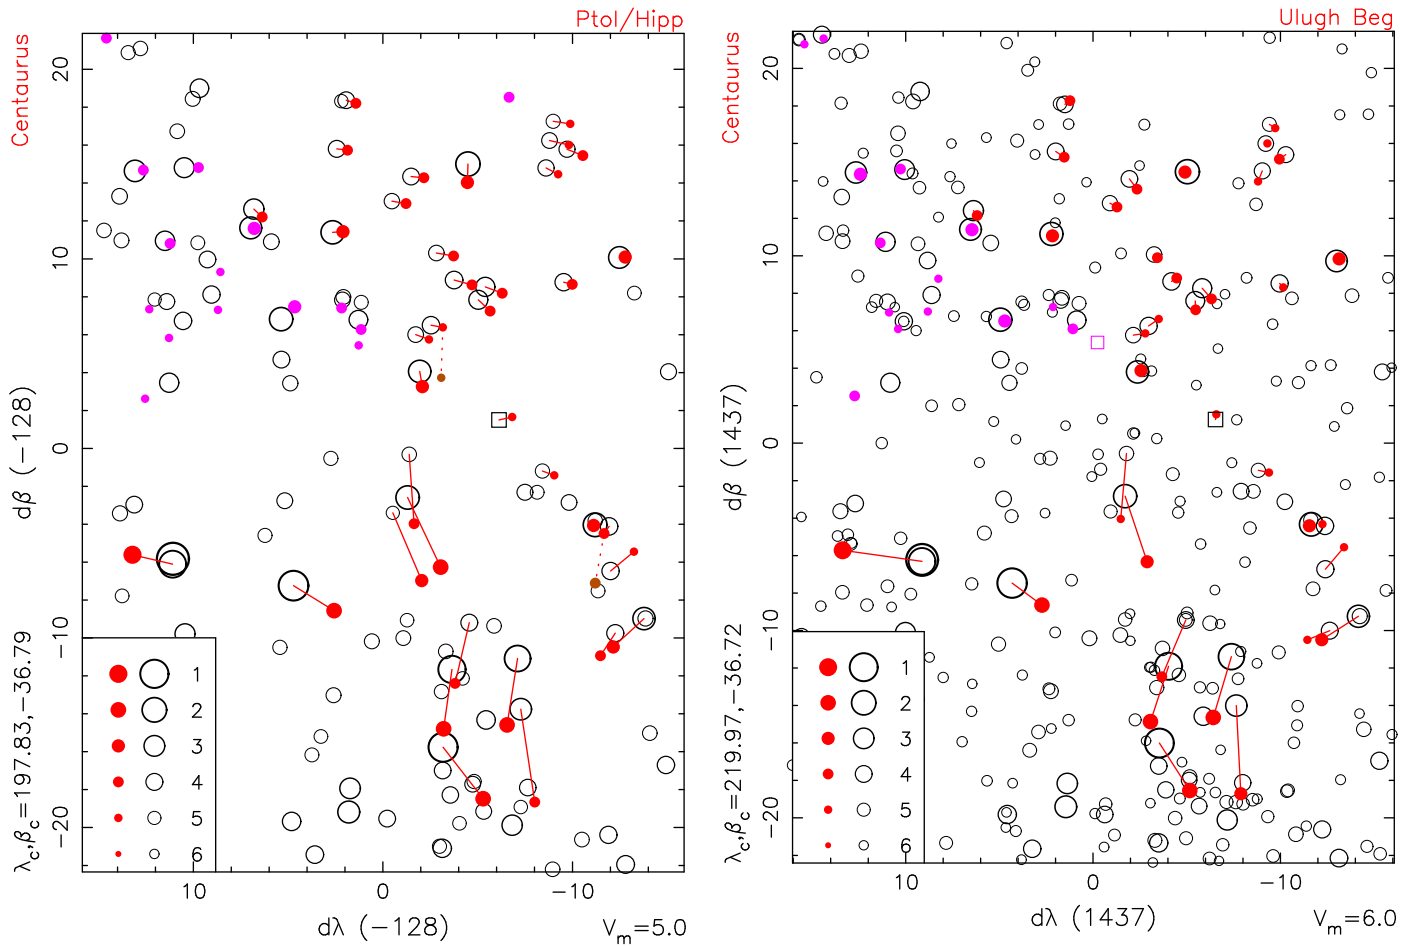 Ptol/Hipp
Centaurus
20
10
0
−10
−20
dβ (−128)
λc,βc=197.83,−36.79
1
2
3
4
5
6
10
0
−10
dλ (−128)
Vm=5.0
Ulugh Beg
Centaurus
20
10
0
−10
−20
dβ (1437)
λc,βc=219.97,−36.72
1
2
3
4
5
6
10
0
−10
dλ (1437)
Vm=6.0